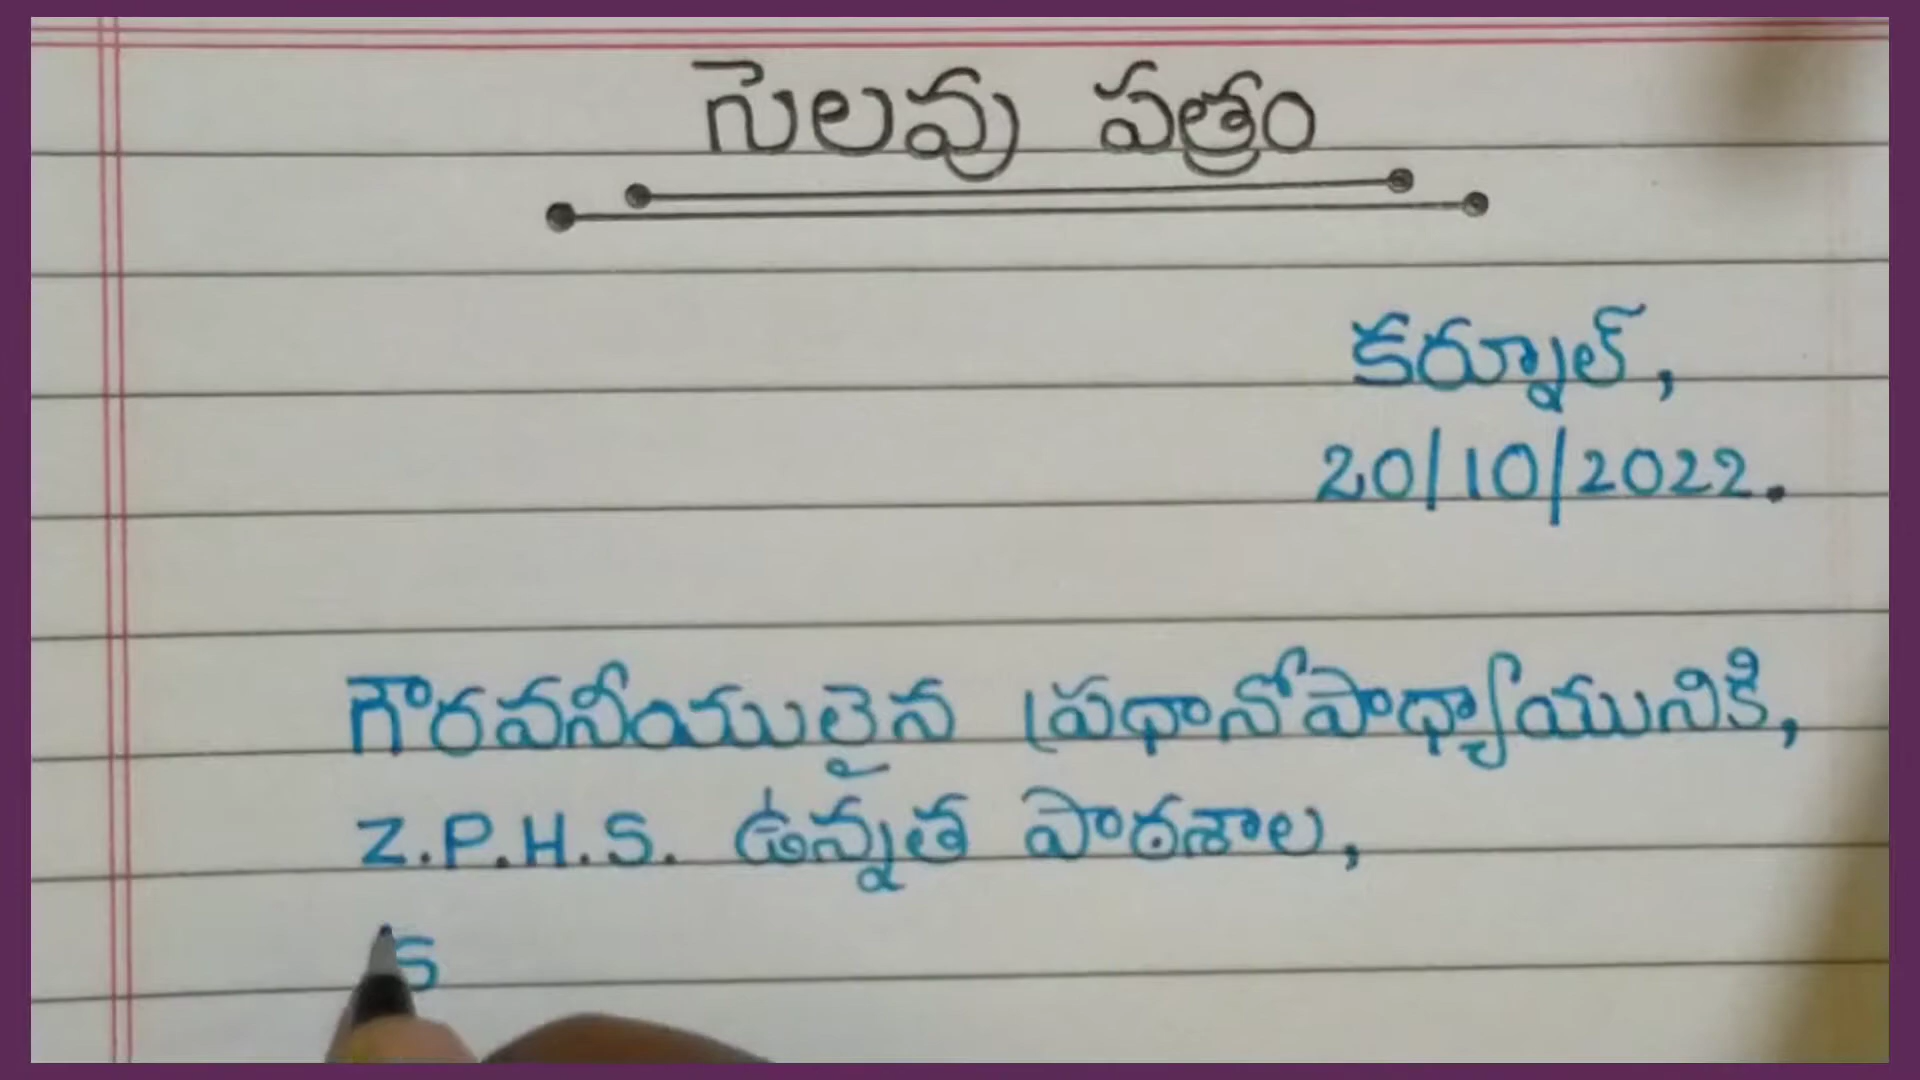 సెలవు పత్రం
కర్నూల్,
20/10/2022.
గౌరవనీయులైన ప్రధానోపాధ్యాయునికి,
Z.P.H.S. ఉన్నత పాఠశాల,